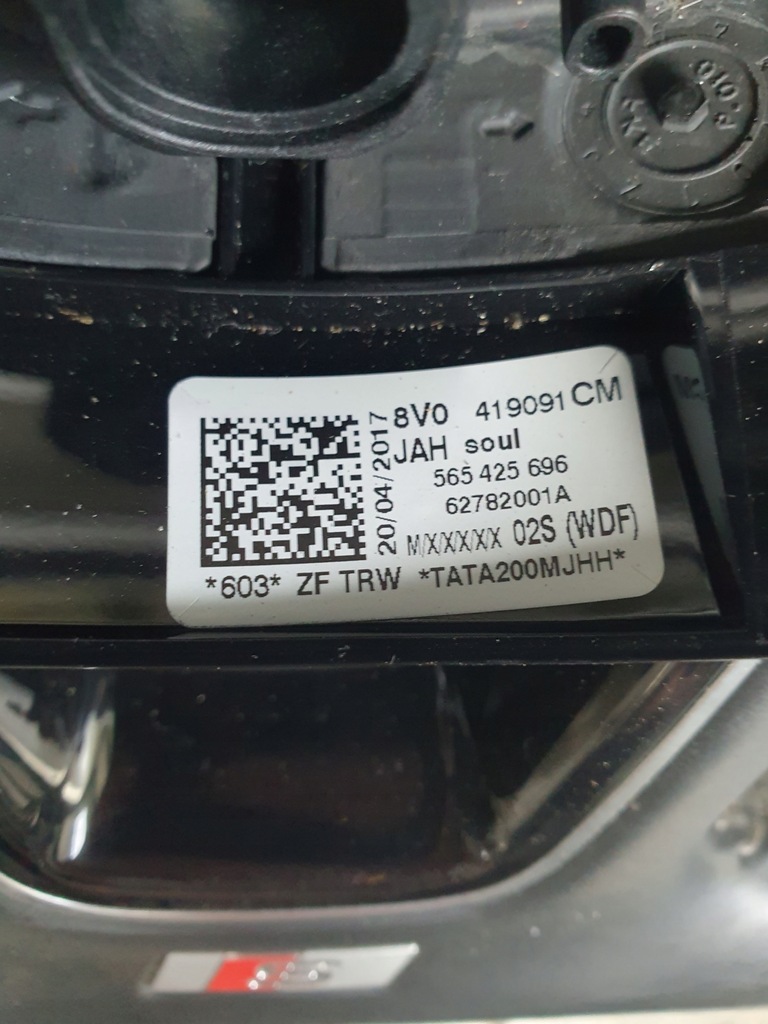 8V0 419091 CM
JAH soul
565 425 696
62782001A
M/X/X/X/X 02S (WDF)
20/04/2017
*603* ZF TRW *TATA200MJHH*